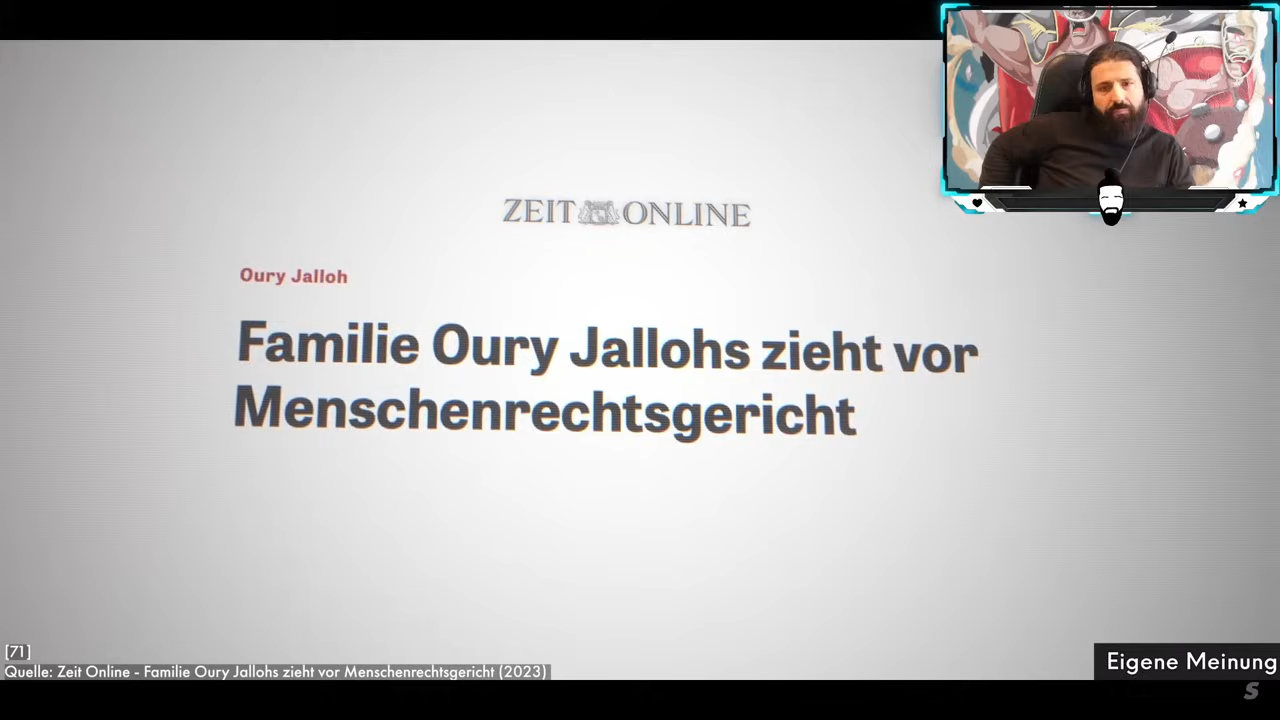 ZEIT ONLINE
Oury Jalloh
Familie Oury Jallohs zieht vor
Menschenrechtsgericht
[71]
Quelle: Zeit Online - Familie Oury Jallohs zieht vor Menschenrechtsgericht (2023)
Eigene Meinung
S